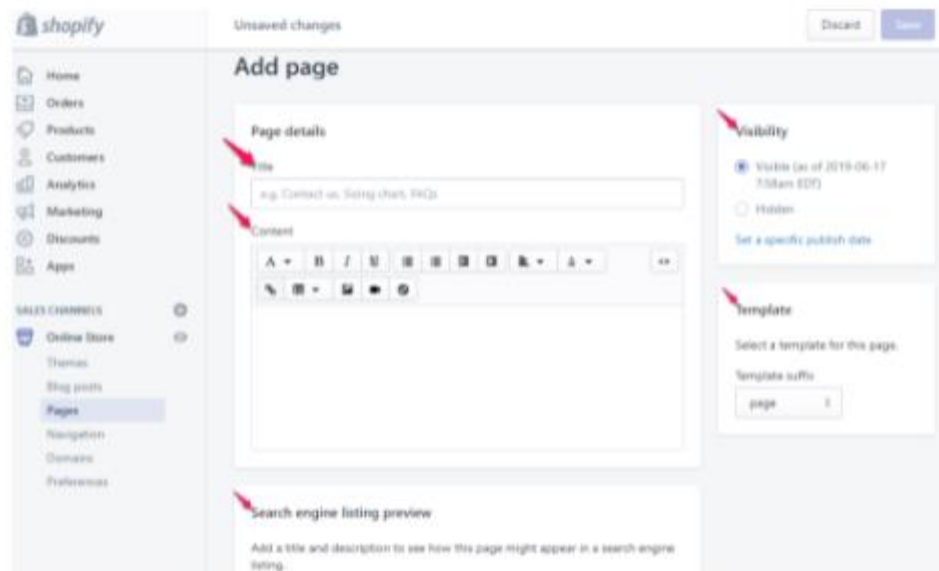 shopify
Unsaved changes
Discard
Save
Home
Orders
Products
Customers
Analytics
Marketing
Discounts
Apps
SALES CHANNELS
Online Store
Themes
Blog posts
Pages
Navigation
Domains
Preferences
Add page
Page details
Title
e.g. Contact us, Sizing chart, FAQs
Content
A
B
I
U
Search engine listing preview
Add a title and description to see how this page might appear in a search engine
listing.
Visibility
Visible (as of 2019-06-17
7:58am EDT)
Hidden
Set a specific publish date
Template
Select a template for this page.
Template suffix
page